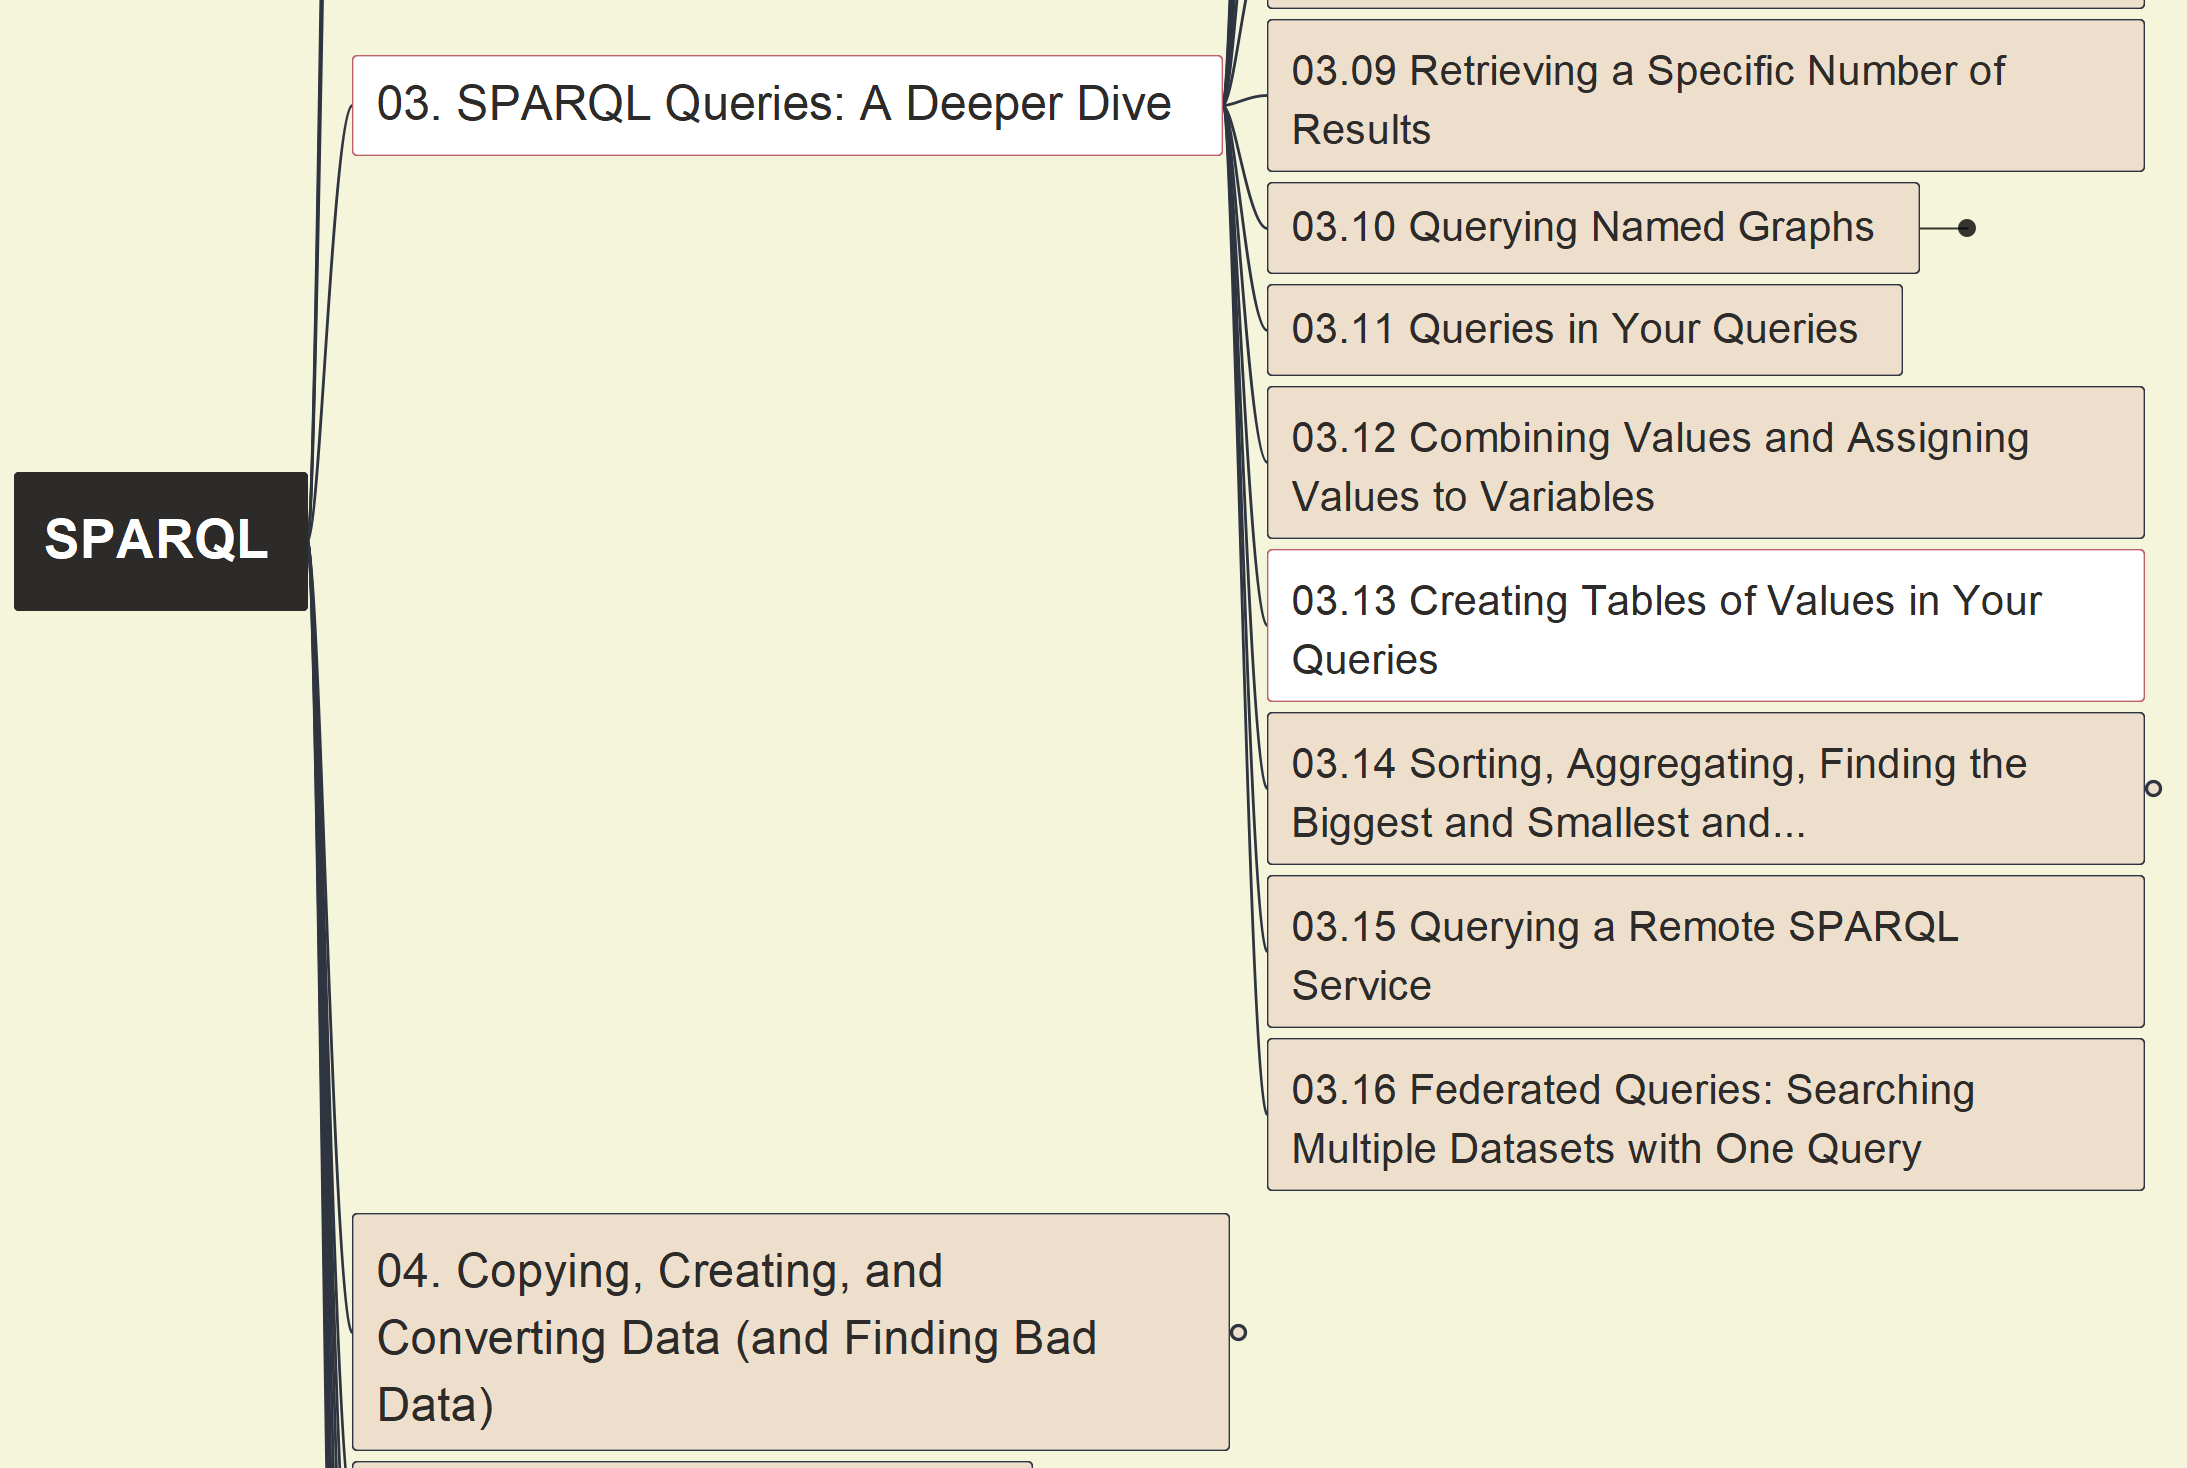 03. SPARQL Queries: A Deeper Dive
03.09 Retrieving a Specific Number of
Results
03.10 Querying Named Graphs
03.11 Queries in Your Queries
03.12 Combining Values and Assigning
Values to Variables
SPARQL
03.13 Creating Tables of Values in Your
Queries
03.14 Sorting, Aggregating, Finding the
Biggest and Smallest and...
03.15 Querying a Remote SPARQL
Service
03.16 Federated Queries: Searching
Multiple Datasets with One Query
04. Copying, Creating, and
Converting Data (and Finding Bad
Data)